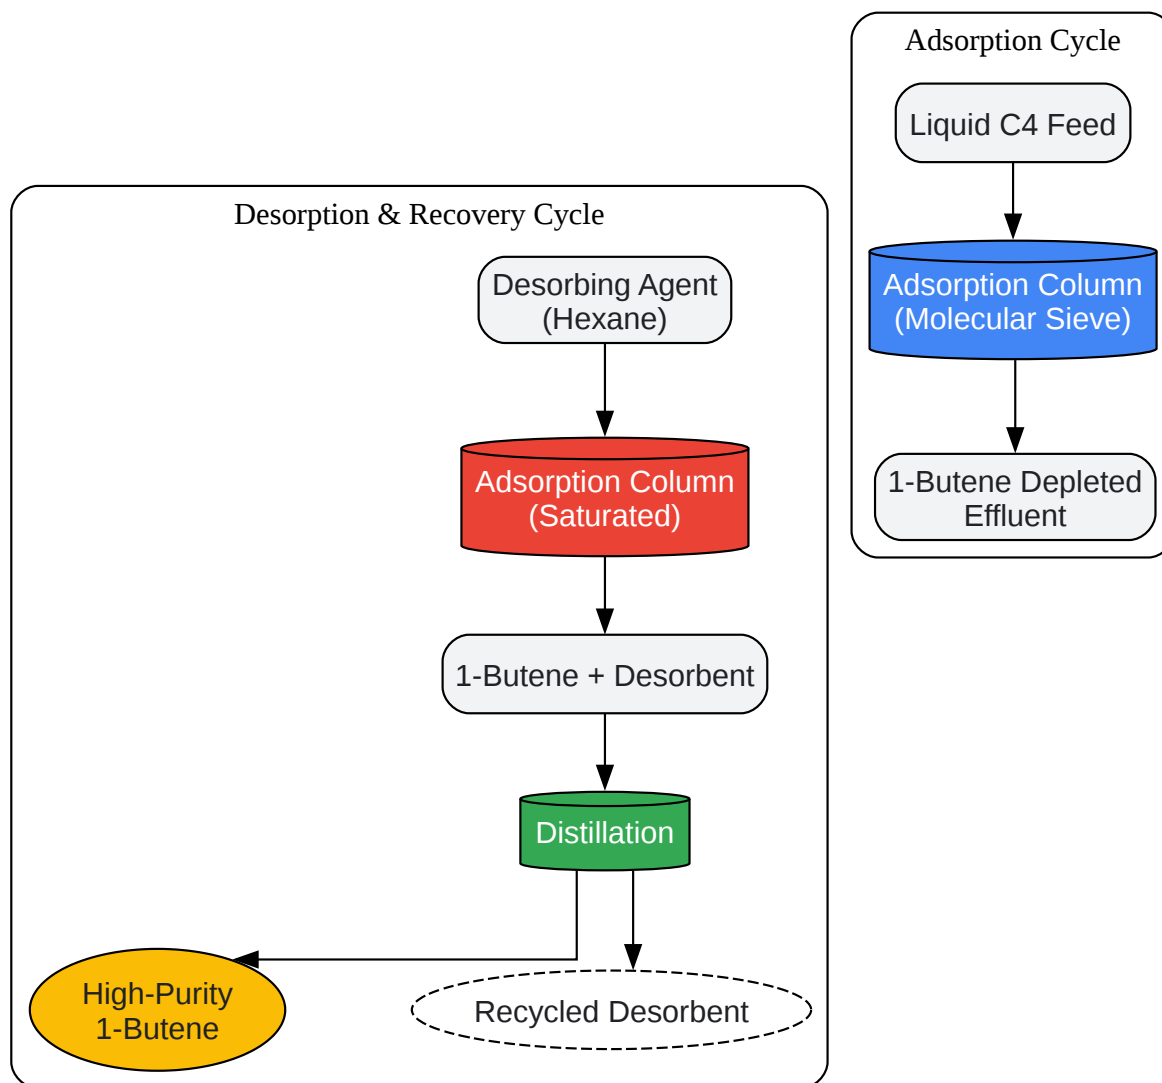 Adsorption Cycle
Liquid C4 Feed
Adsorption Column
(Molecular Sieve)
1-Butene Depleted
Effluent
Desorption & Recovery Cycle
Desorbing Agent
(Hexane)
Adsorption Column
(Saturated)
1-Butene + Desorbent
Distillation
High-Purity
1-Butene
Recycled Desorbent